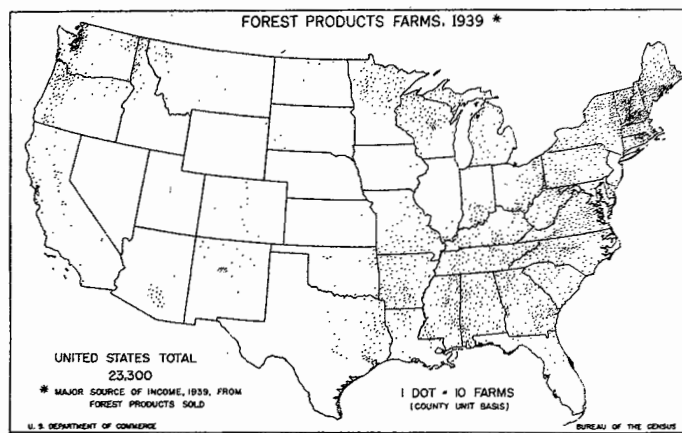 FOREST PRODUCTS FARMS, 1939 *
UNITED STATES TOTAL
23,300
* MAJOR SOURCE OF INCOME, 1939, FROM
FOREST PRODUCTS SOLD
1 DOT = 10 FARMS
(COUNTY UNIT BASIS)
U. S. DEPARTMENT OF COMMERCE
BUREAU OF THE CENSUS